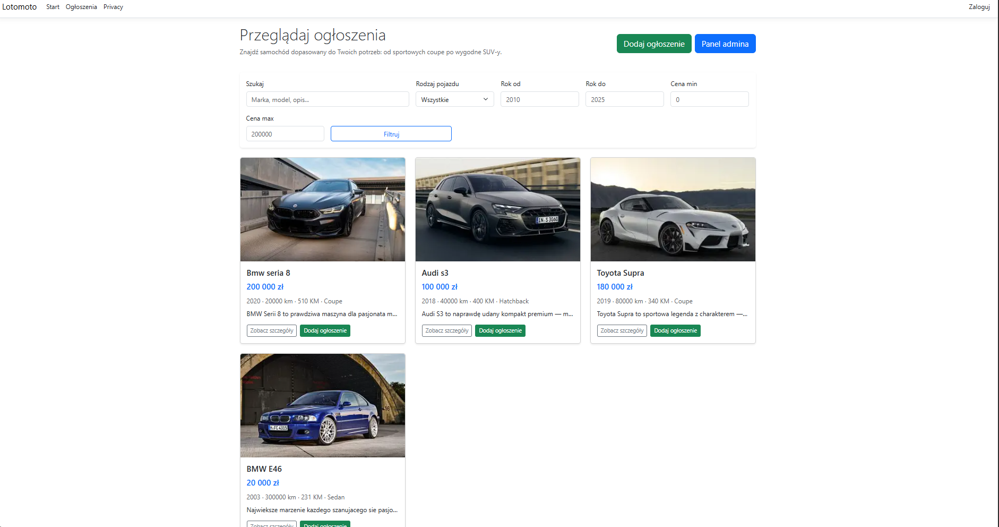 Lotomoto Start Ogłoszenia Privacy Zaloguj
Przeglądaj ogłoszenia
Znajdź samochód dopasowany do Twoich potrzeb: od sportowych coupe po wygodne SUV-y.
Dodaj ogłoszenie Panel admina
Szukaj Rodzaj pojazdu Rok od Rok do Cena min
Marka, model, opis... Wszystkie 2010 2025 0
Cena max
200000 Filtruj
IN·S 3060
Bmw seria 8
200 000 zł
2020 · 20000 km · 510 KM · Coupe
BMW Serii 8 to prawdziwa maszyna dla pasjonata m...
Zobacz szczegóły Dodaj ogłoszenie
Audi s3
100 000 zł
2018 · 40000 km · 400 KM · Hatchback
Audi S3 to naprawdę udany kompakt premium — m...
Zobacz szczegóły Dodaj ogłoszenie
Toyota Supra
180 000 zł
2019 · 80000 km · 340 KM · Coupe
Toyota Supra to sportowa legenda z charakterem —...
Zobacz szczegóły Dodaj ogłoszenie
16
M·FC 4315
BMW E46
20 000 zł
2003 · 300000 km · 231 KM · Sedan
Najwieksze marzenie kazdego szanujacego sie pasjo...
Zobacz szczegóły Dodaj ogłoszenie